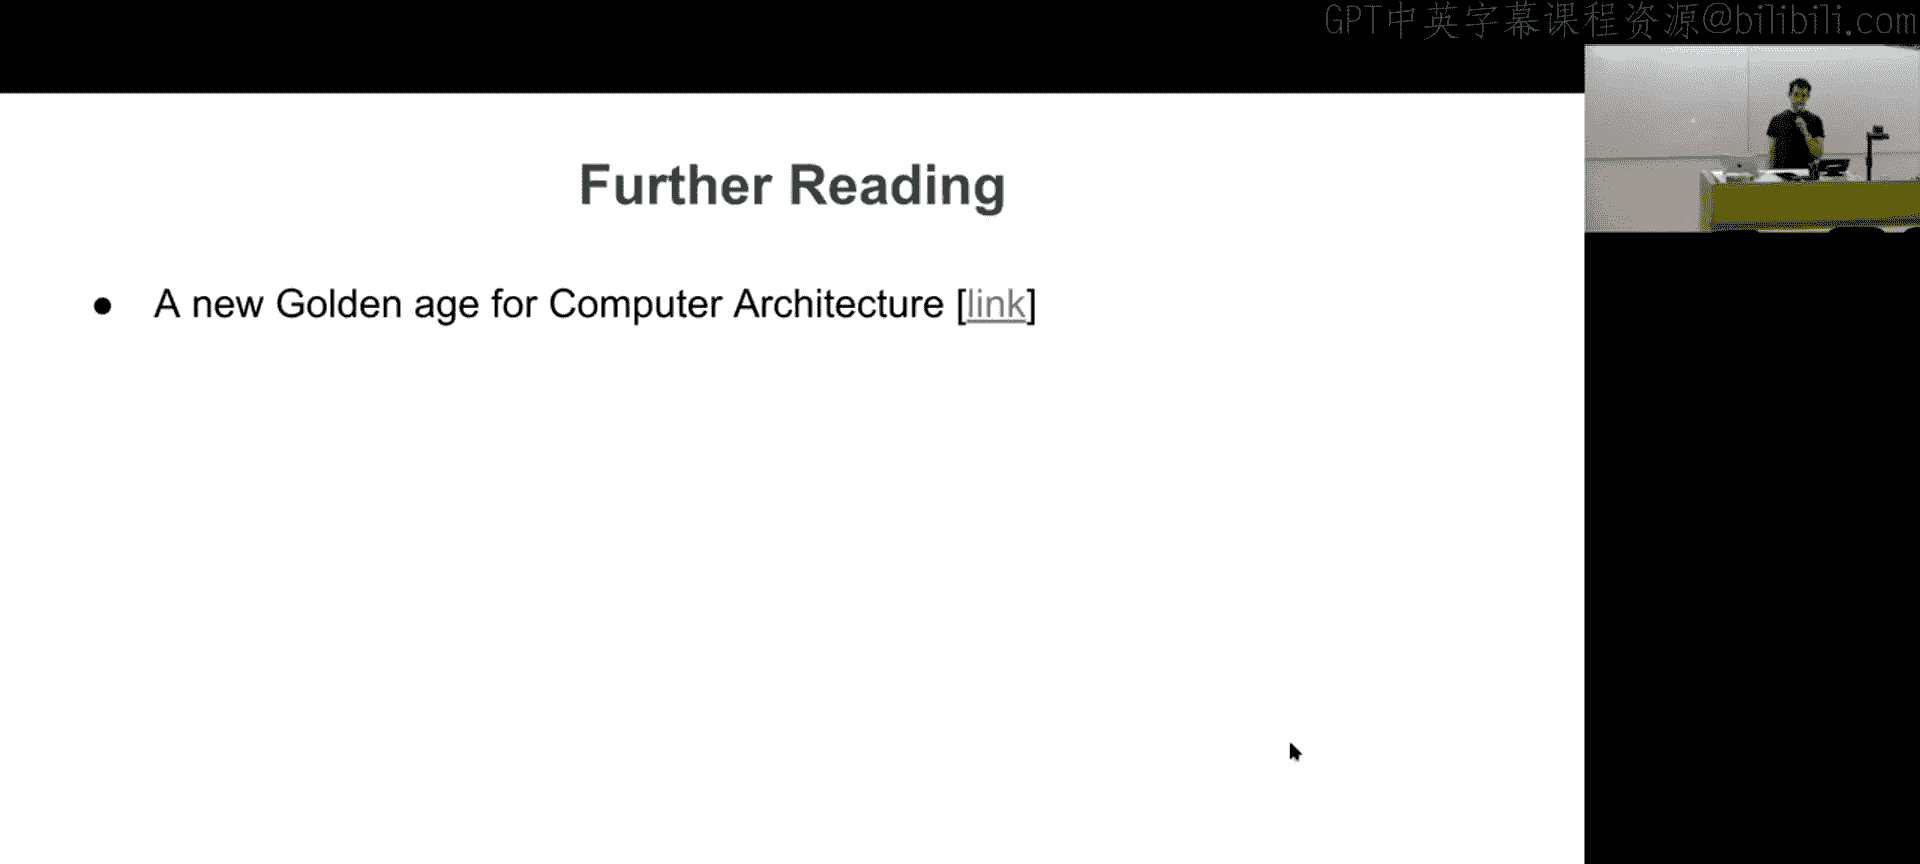 GPT中英字幕课程资源@bilibili.com
Further Reading
● A new Golden age for Computer Architecture [link]